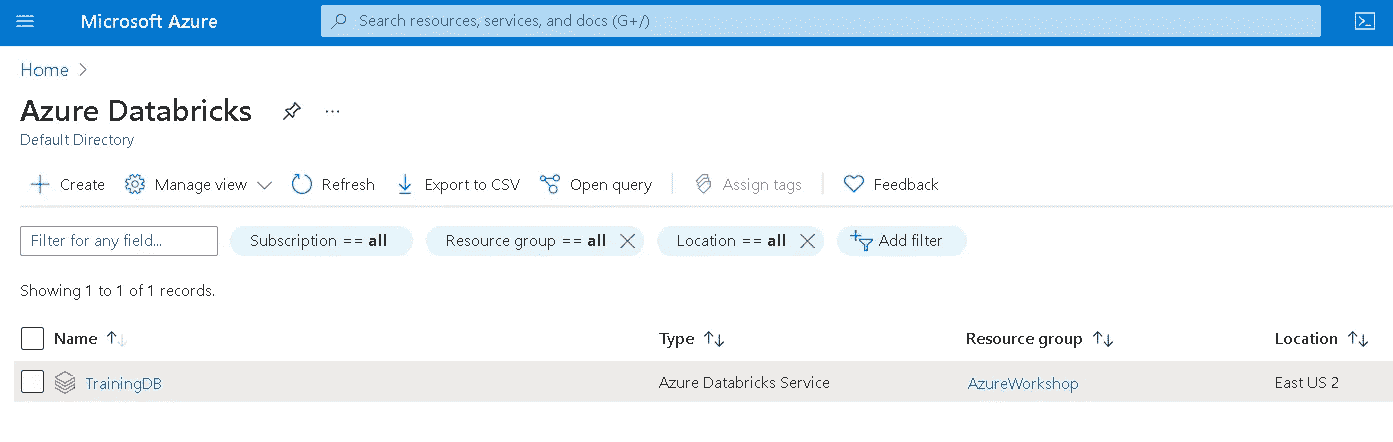 Microsoft Azure Search resources, services, and docs (G+/)
Home
Azure Databricks ...
Default Directory
Create Manage view Refresh Export to CSV Open query Assign tags Feedback
Filter for any field... Subscription == all Resource group == all Location == all Add filter
Showing 1 to 1 of 1 records.
Name Type Resource group Location
TrainingDB Azure Databricks Service AzureWorkshop East US 2